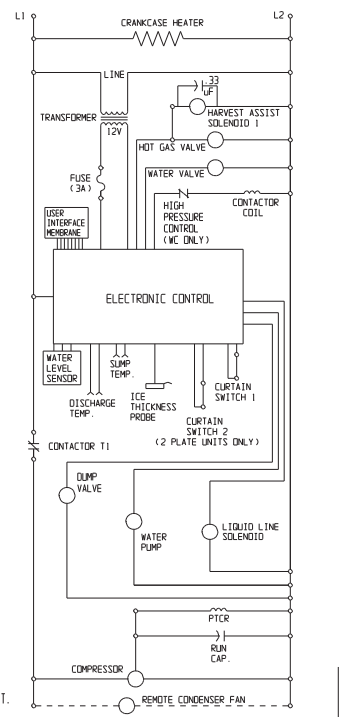 L1
L2
CRANKCASE HEATER
LINE
TRANSFORMER
12V
.33
uF
HARVEST ASSIST
SOLENOID 1
HOT GAS VALVE
WATER VALVE
FUSE
(3A)
HIGH
PRESSURE
CONTROL
(WC ONLY)
CONTACTOR
COIL
USER
INTERFACE
MEMBRANE
ELECTRONIC CONTROL
WATER
LEVEL
SENSOR
SUMP
TEMP.
DISCHARGE
TEMP.
ICE
THICKNESS
PROBE
CURTAIN
SWITCH 1
CURTAIN
SWITCH 2
(2 PLATE UNITS ONLY)
CONTACTOR T1
DUMP
VALVE
WATER
PUMP
LIQUID LINE
SOLENOID
PTCR
RUN
CAP.
COMPRESSOR
T.
REMOTE CONDENSER FAN